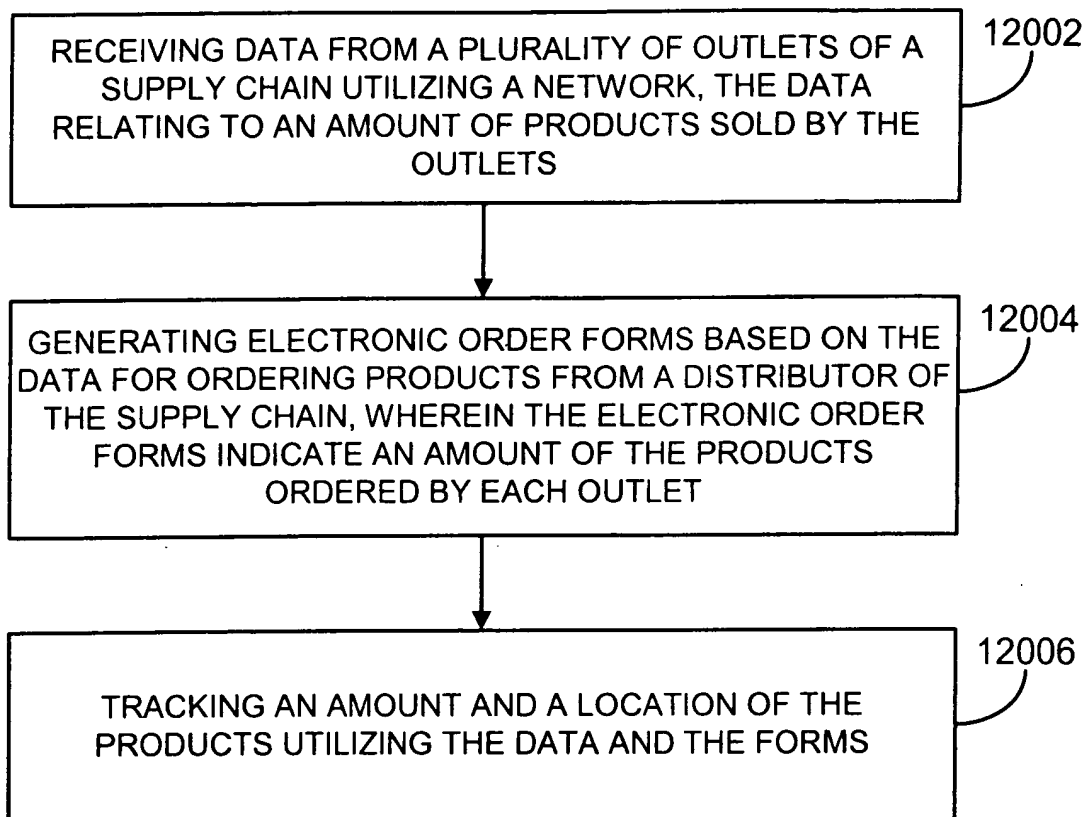 RECEIVING DATA FROM A PLURALITY OF OUTLETS OF A
SUPPLY CHAIN UTILIZING A NETWORK, THE DATA
RELATING TO AN AMOUNT OF PRODUCTS SOLD BY THE
OUTLETS
12002
GENERATING ELECTRONIC ORDER FORMS BASED ON THE
DATA FOR ORDERING PRODUCTS FROM A DISTRIBUTOR OF
THE SUPPLY CHAIN, WHEREIN THE ELECTRONIC ORDER
FORMS INDICATE AN AMOUNT OF THE PRODUCTS
ORDERED BY EACH OUTLET
12004
TRACKING AN AMOUNT AND A LOCATION OF THE
PRODUCTS UTILIZING THE DATA AND THE FORMS
12006